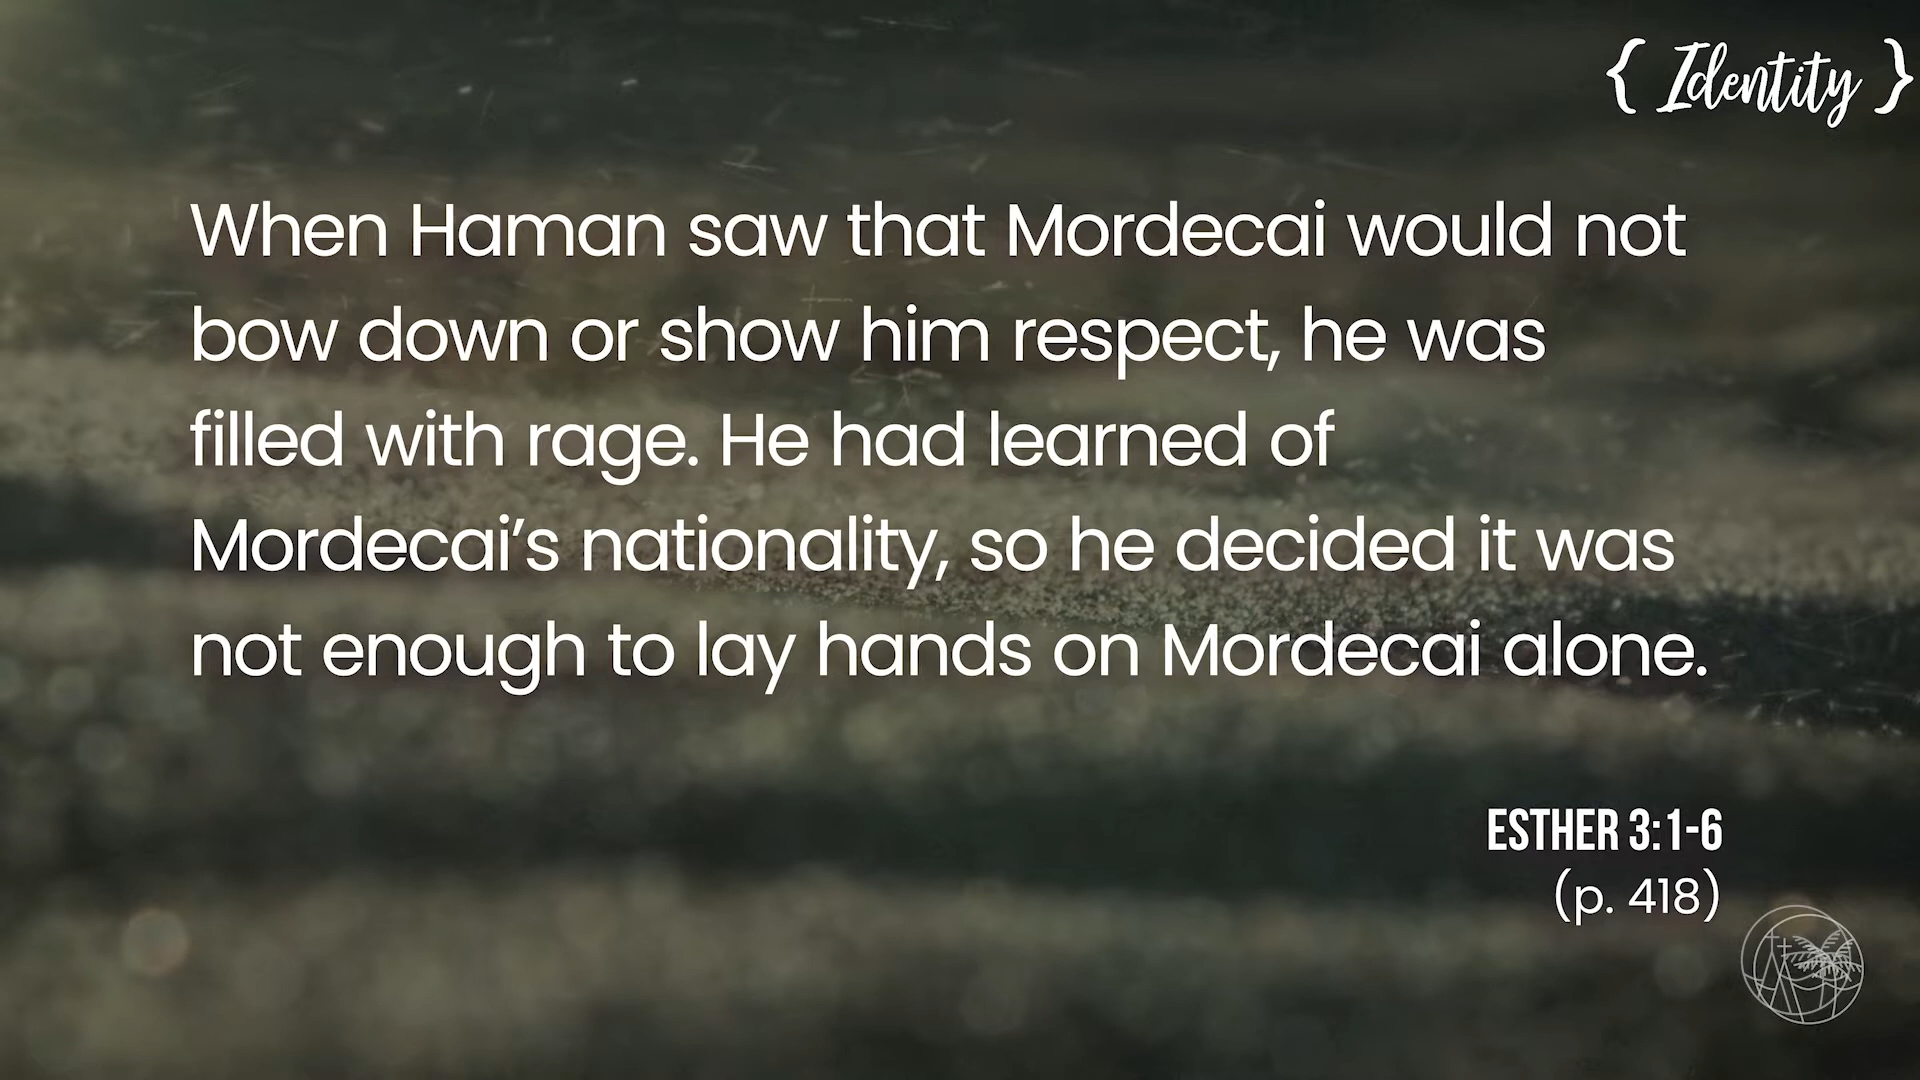 { Identity }
When Haman saw that Mordecai would not
bow down or show him respect, he was
filled with rage. He had learned of
Mordecai’s nationality, so he decided it was
not enough to lay hands on Mordecai alone.
ESTHER 3:1-6
(p. 418)